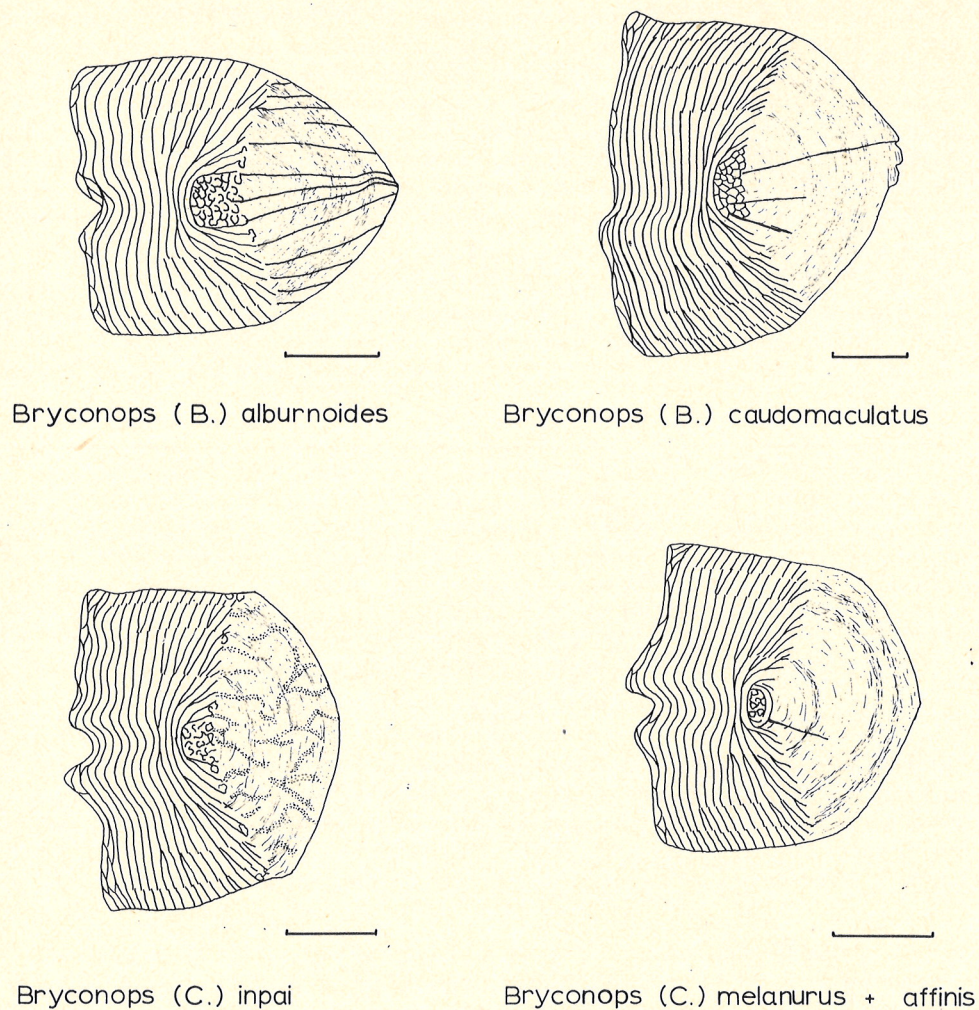 Bryconops (B.) alburnoides
Bryconops (B.) caudomaculatus
Bryconops (C.) inpai
Bryconops (C.) melanurus + affinis